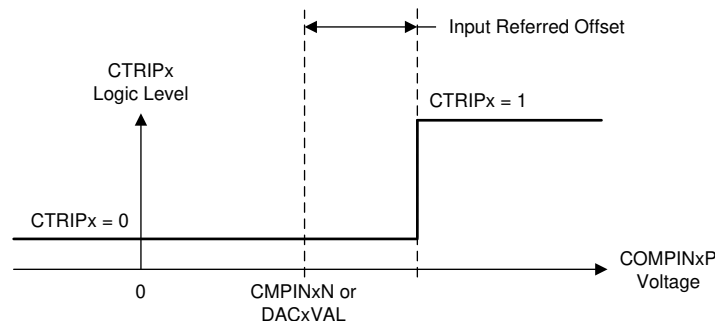 Input Referred Offset
CTRIPx
Logic Level
CTRIPx = 1
CTRIPx = 0
COMPINxP
Voltage
0
CMPINxN or
DACxVAL